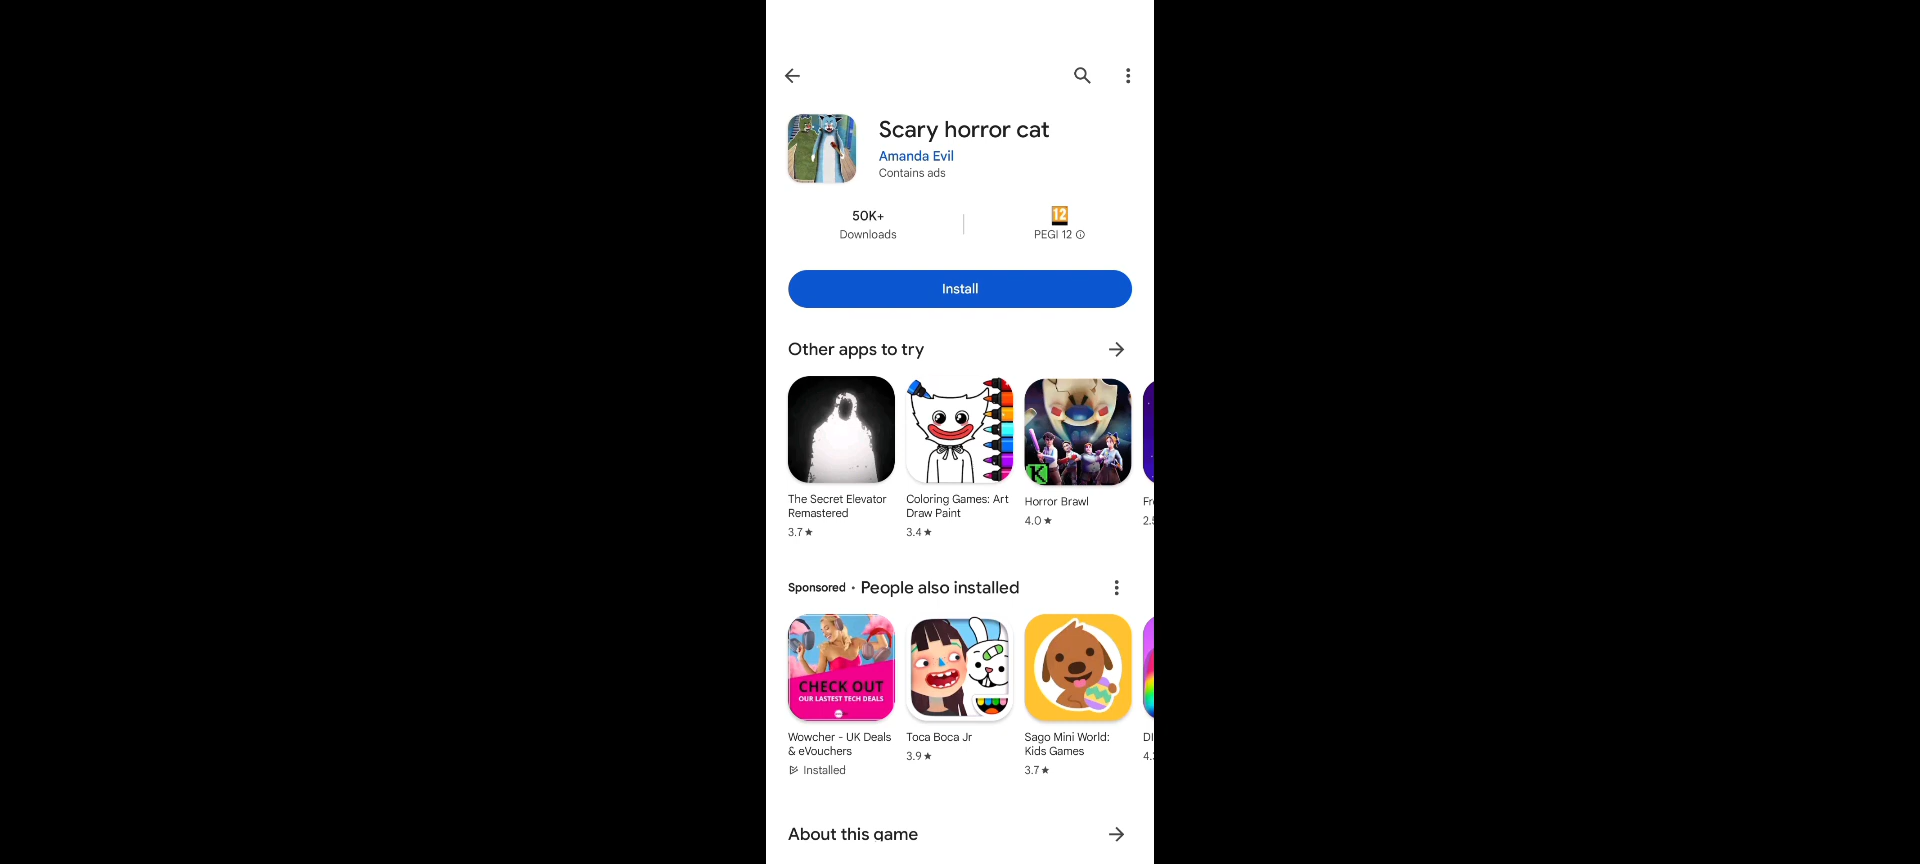 Scary horror cat
Amanda Evil
Contains ads
50K+
Downloads
12
PEGI 12
Install
Other apps to try
The Secret Elevator
Remastered
3.7★
Coloring Games: Art
Draw Paint
3.4★
K
Horror Brawl
4.0★
Sponsored · People also installed
CHECK OUT
OUR LASTEST TECH DEALS
Wowcher - UK Deals
& eVouchers
Installed
Toca Boca Jr
3.9★
Sago Mini World:
Kids Games
3.7★
About this game